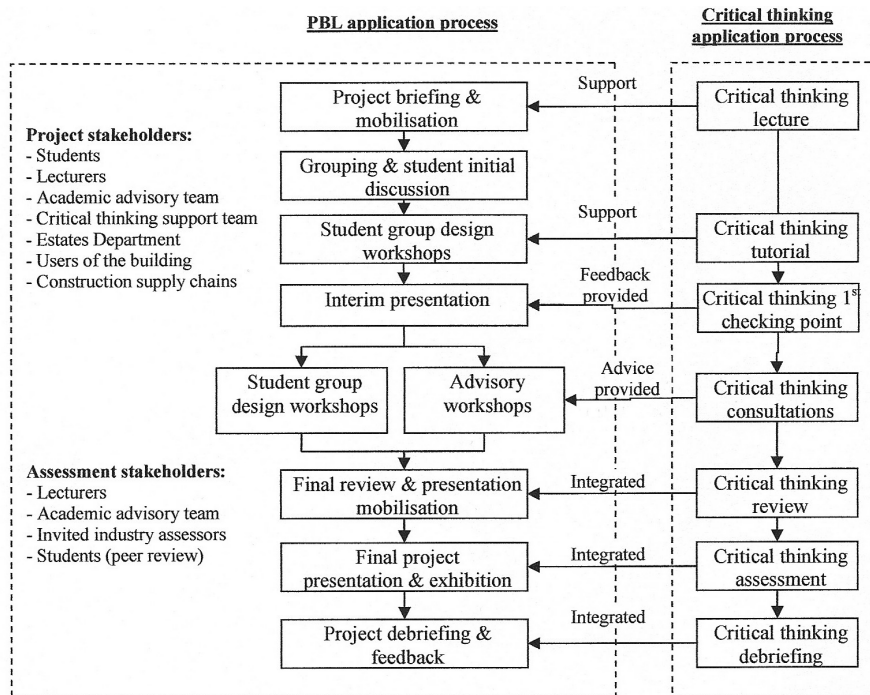 PBL application process
Critical thinking
application process
Project briefing &
mobilisation
Support
Critical thinking
lecture
Project stakeholders:
- Students
- Lecturers
- Academic advisory team
- Critical thinking support team
- Estates Department
- Users of the building
- Construction supply chains
Grouping & student initial
discussion
Student group design
workshops
Support
Critical thinking
tutorial
Interim presentation
Feedback
provided
Critical thinking 1st
checking point
Student group
design workshops
Advisory
workshops
Advice
provided
Critical thinking
consultations
Assessment stakeholders:
- Lecturers
- Academic advisory team
- Invited industry assessors
- Students (peer review)
Final review & presentation
mobilisation
Integrated
Critical thinking
review
Final project
presentation & exhibition
Integrated
Critical thinking
assessment
Project debriefing &
feedback
Integrated
Critical thinking
debriefing